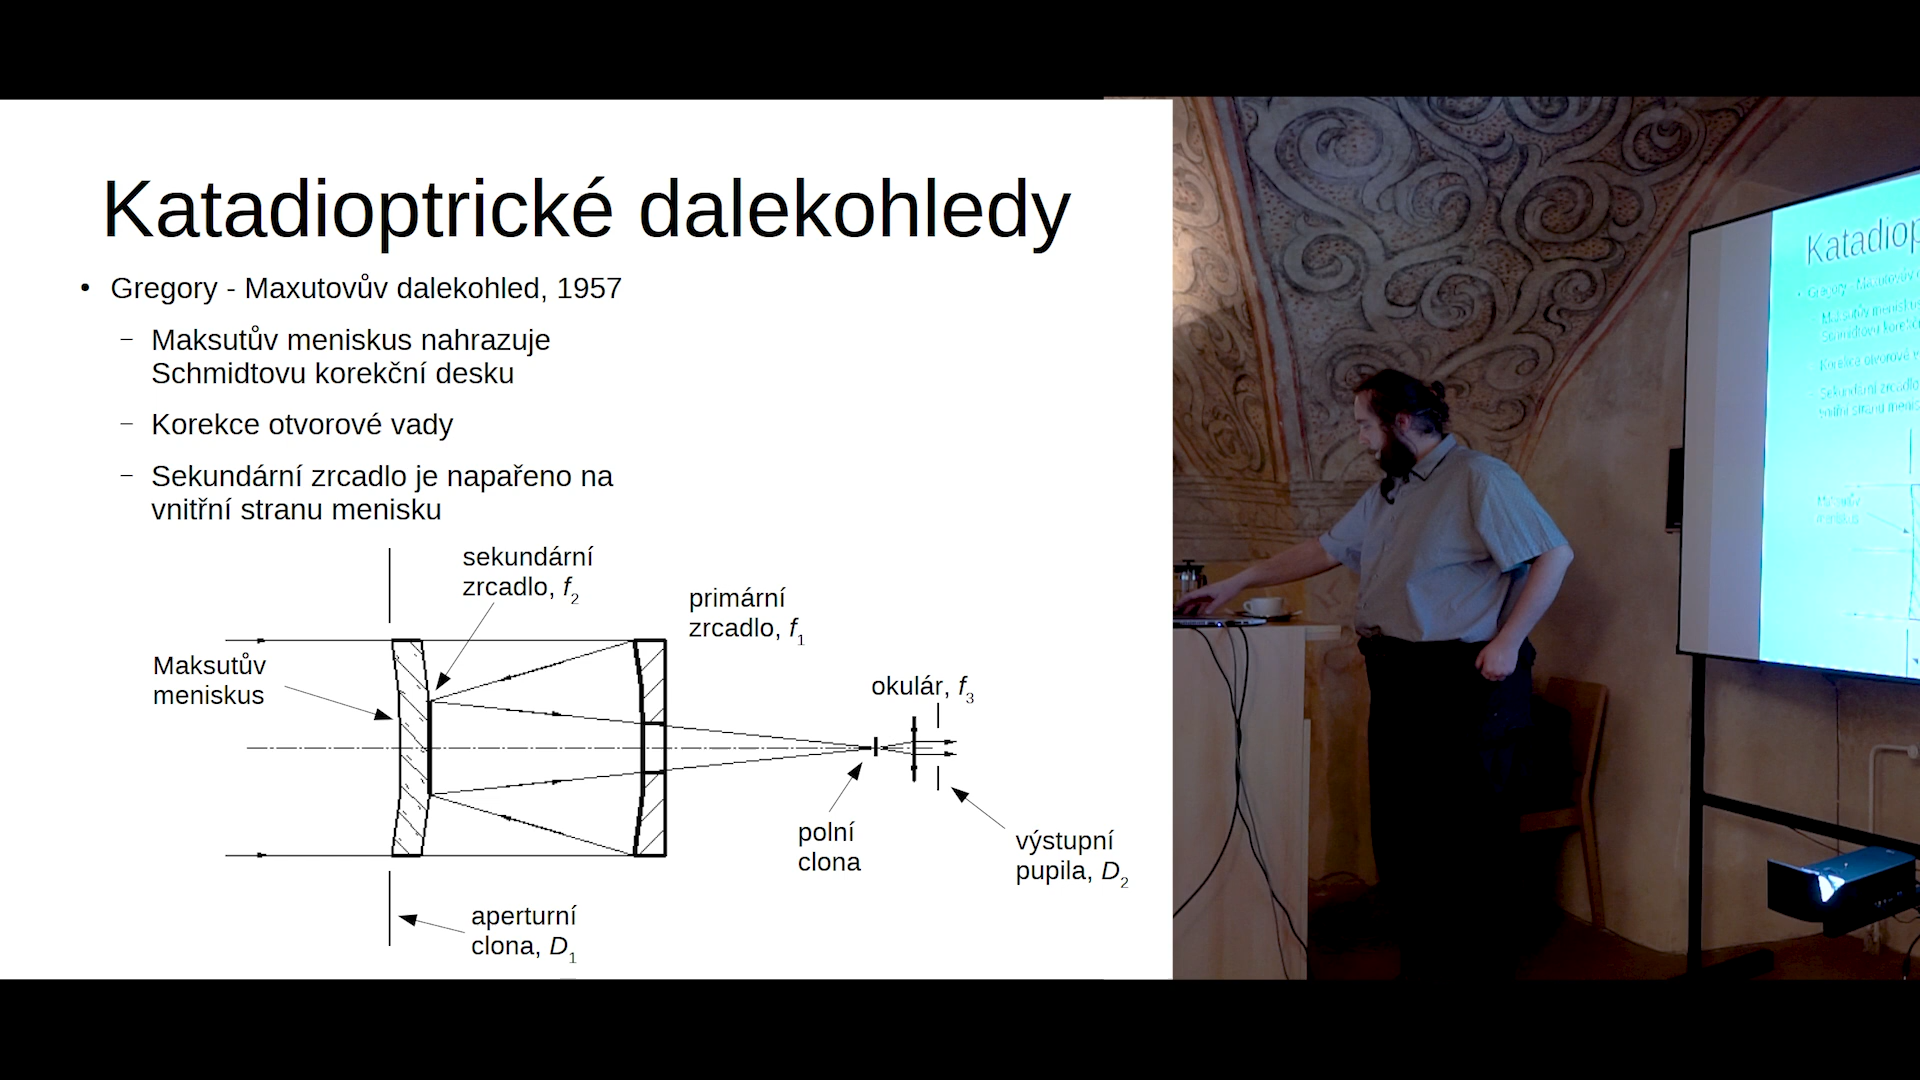 Katadioptrické dalekohledy
• Gregory - Maxutovův dalekohled, 1957
– Maksutův meniskus nahrazuje
Schmidtovu korekční desku
– Korekce otvorové vady
– Sekundární zrcadlo je napařeno na
vnitřní stranu menisku
sekundární
zrcadlo, f2
primární
zrcadlo, f1
Maksutův
meniskus
okulár, f3
polní
clona
výstupní
pupila, D2
aperturní
clona, D1
Katadiop